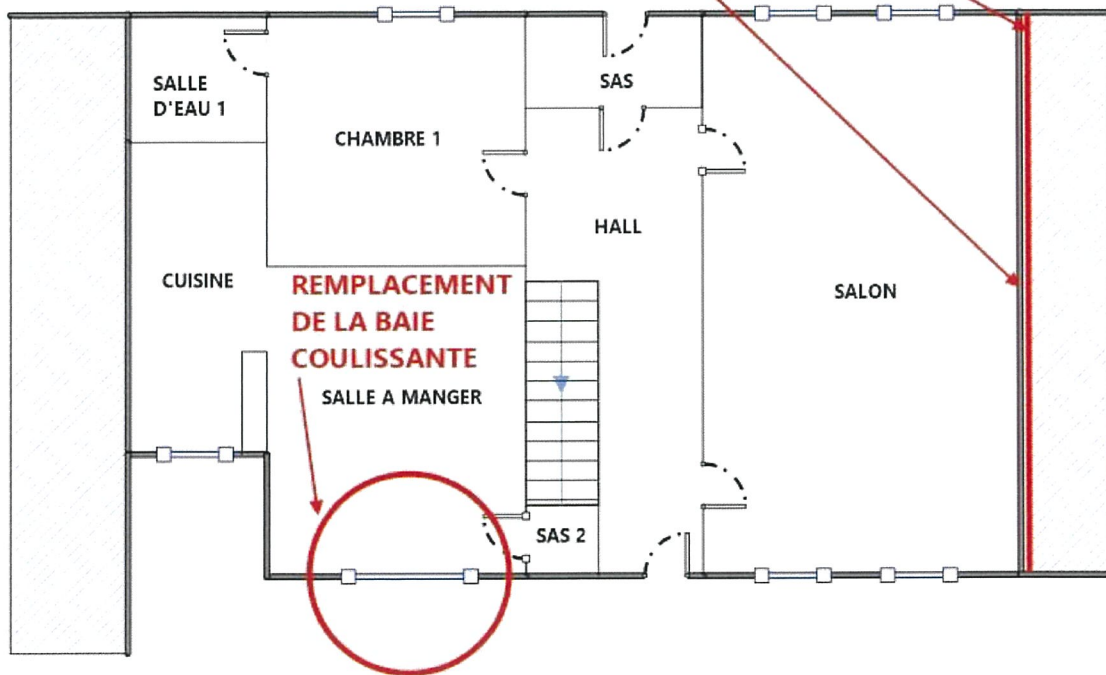 SALLE
D'EAU 1
SAS
CHAMBRE 1
HALL
CUISINE
REMPLACEMENT
DE LA BAIE
COULISSANTE
SALON
SALLE A MANGER
SAS 2